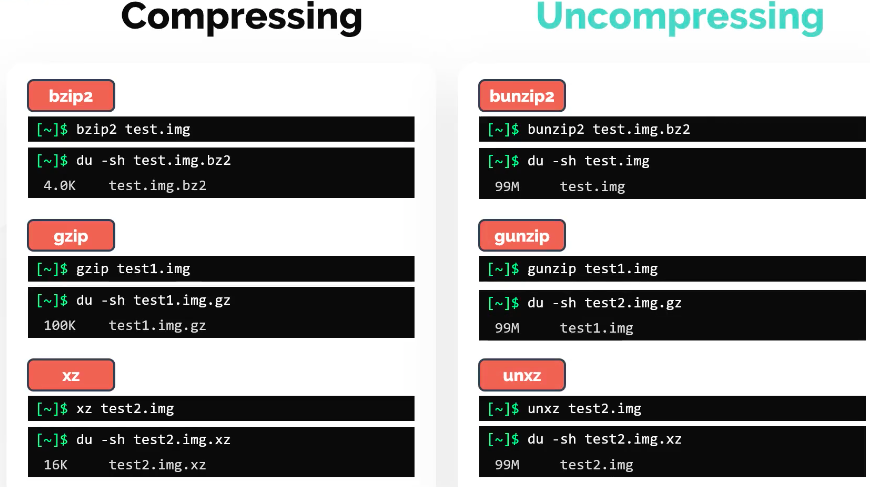 Compressing
bzip2
[~]$ bzip2 test.img
[~]$ du -sh test.img.bz2
4.0K test.img.bz2
gzip
[~]$ gzip test1.img
[~]$ du -sh test1.img.gz
100K test1.img.gz
xz
[~]$ xz test2.img
[~]$ du -sh test2.img.xz
16K test2.img.xz
Uncompressing
bunzip2
[~]$ bunzip2 test.img.bz2
[~]$ du -sh test.img
99M test.img
gunzip
[~]$ gunzip test1.img
[~]$ du -sh test2.img.gz
99M test1.img
unxz
[~]$ unxz test2.img
[~]$ du -sh test2.img.xz
99M test2.img